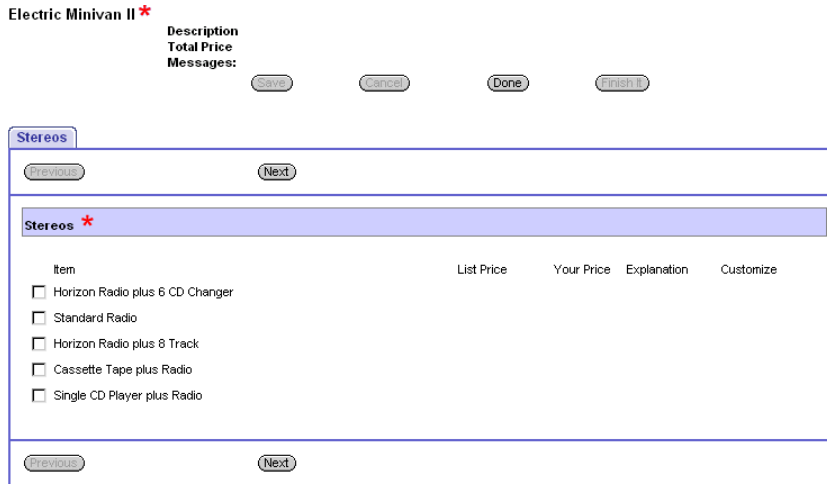 Electric Minivan II *
Description
Total Price
Messages:
Save Cancel Done Finish It
Stereos
Previous Next
Stereos *
Item List Price Your Price Explanation Customize
Horizon Radio plus 6 CD Changer
Standard Radio
Horizon Radio plus 8 Track
Cassette Tape plus Radio
Single CD Player plus Radio
Previous Next